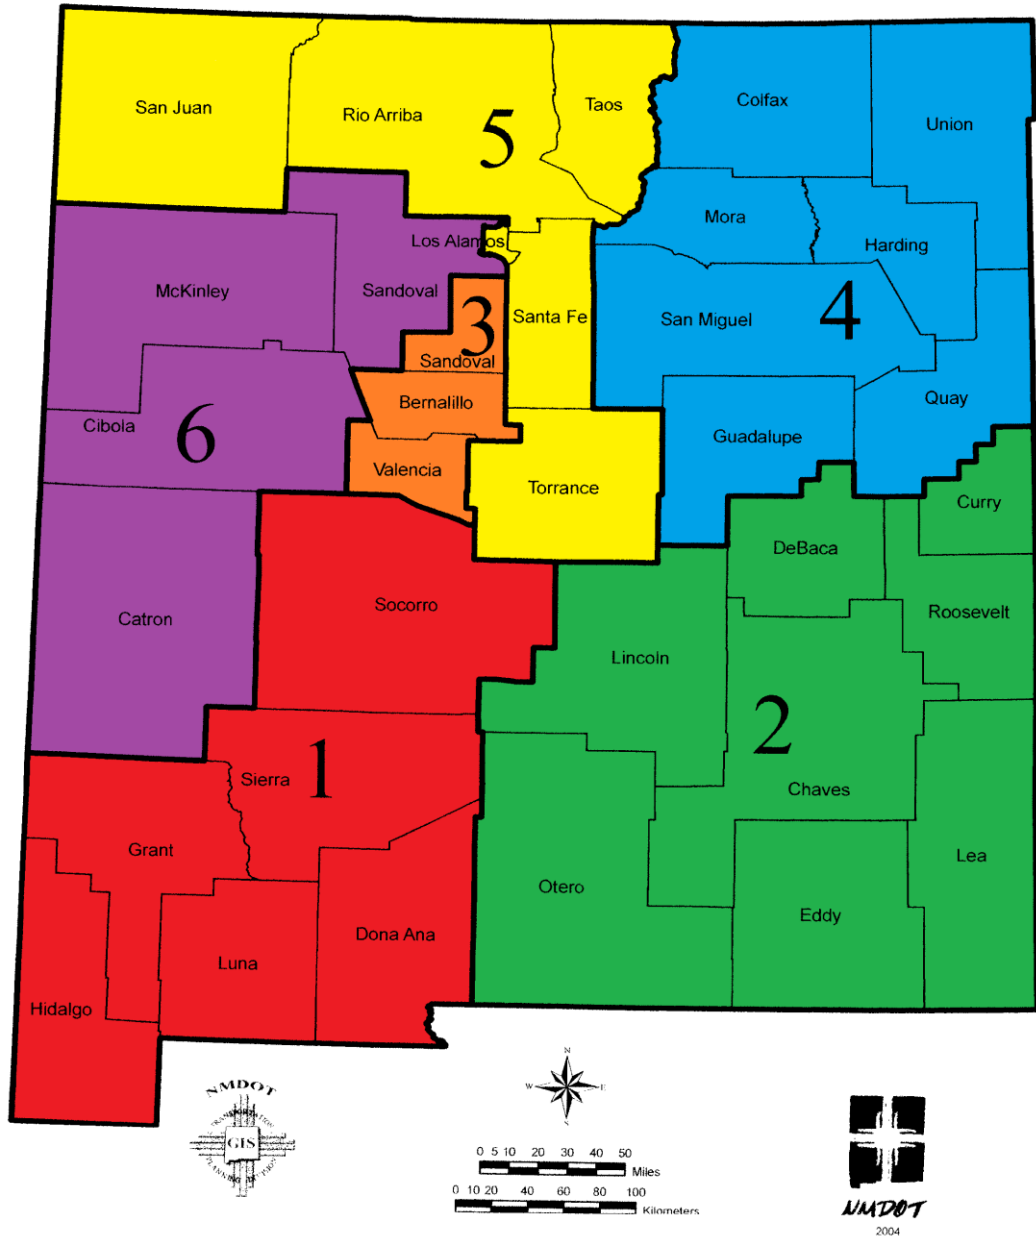 San Juan
Rio Arriba
Taos
Colfax
Union
5
Mora
Harding
Los Alamos
McKinley
Sandoval
3
Santa Fe
San Miguel
4
Sandoval
Bernalillo
Quay
Cibola
6
Valencia
Guadalupe
Torrance
Curry
DeBaca
Catron
Socorro
Roosevelt
Lincoln
2
Sierra
1
Chaves
Grant
Lea
Otero
Eddy
Dona Ana
Luna
Hidalgo
NMDOT
TRANSPORTATION
GIS
PLANNING DIVISION
N
W
E
S
0 5 10 20 30 40 50
Miles
0 10 20 40 60 80 100
Kilometers
NMDOT
2004